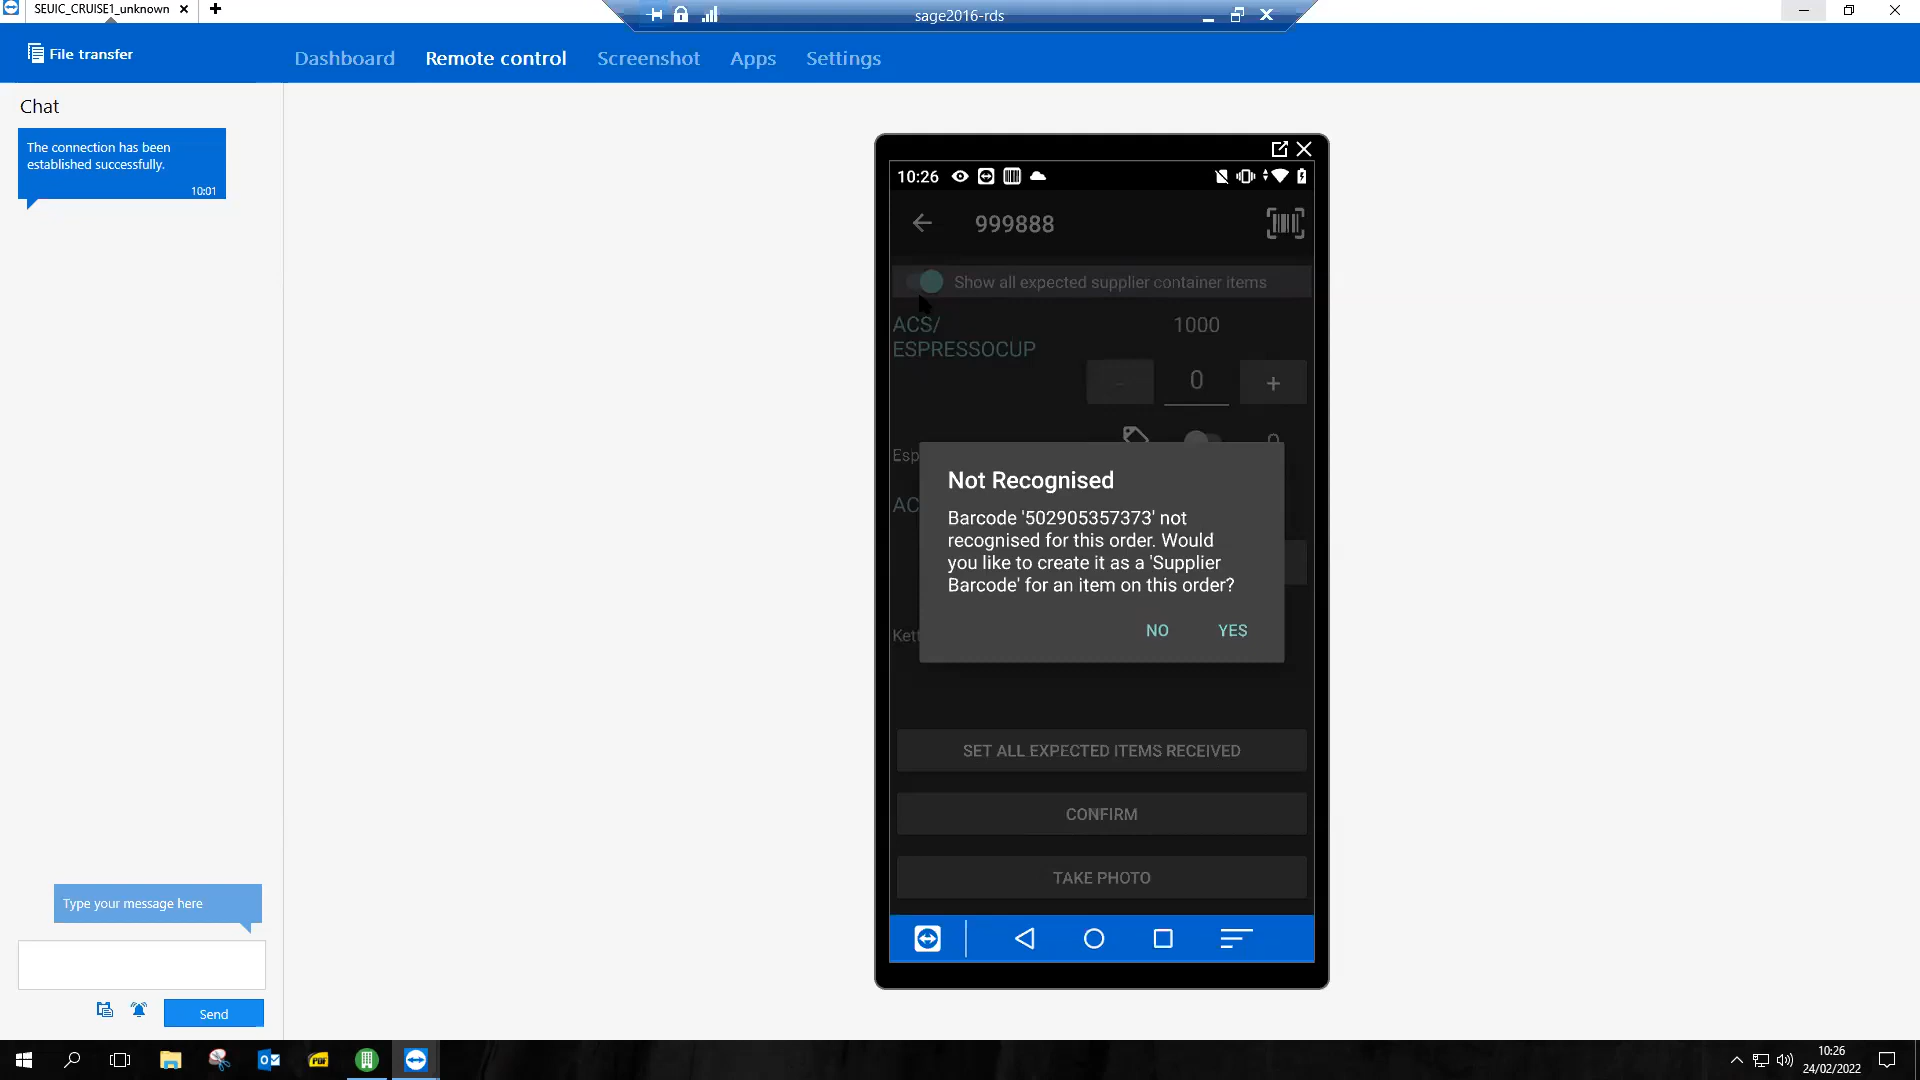 SEUIC_CRUISE1_unknown
sage2016-rds
File transfer
Dashboard
Remote control
Screenshot
Apps
Settings
Chat
The connection has been
established successfully.
10:01
10:26
999888
Show all expected supplier container items
ACS/
ESPRESSOCUP
1000
-
0
+
Esp
AC
Not Recognised
Barcode '502905357373' not
recognised for this order. Would
you like to create it as a 'Supplier
Barcode' for an item on this order?
NO
YES
Kett
SET ALL EXPECTED ITEMS RECEIVED
CONFIRM
TAKE PHOTO
Type your message here
Send
PDF
10:26
24/02/2022